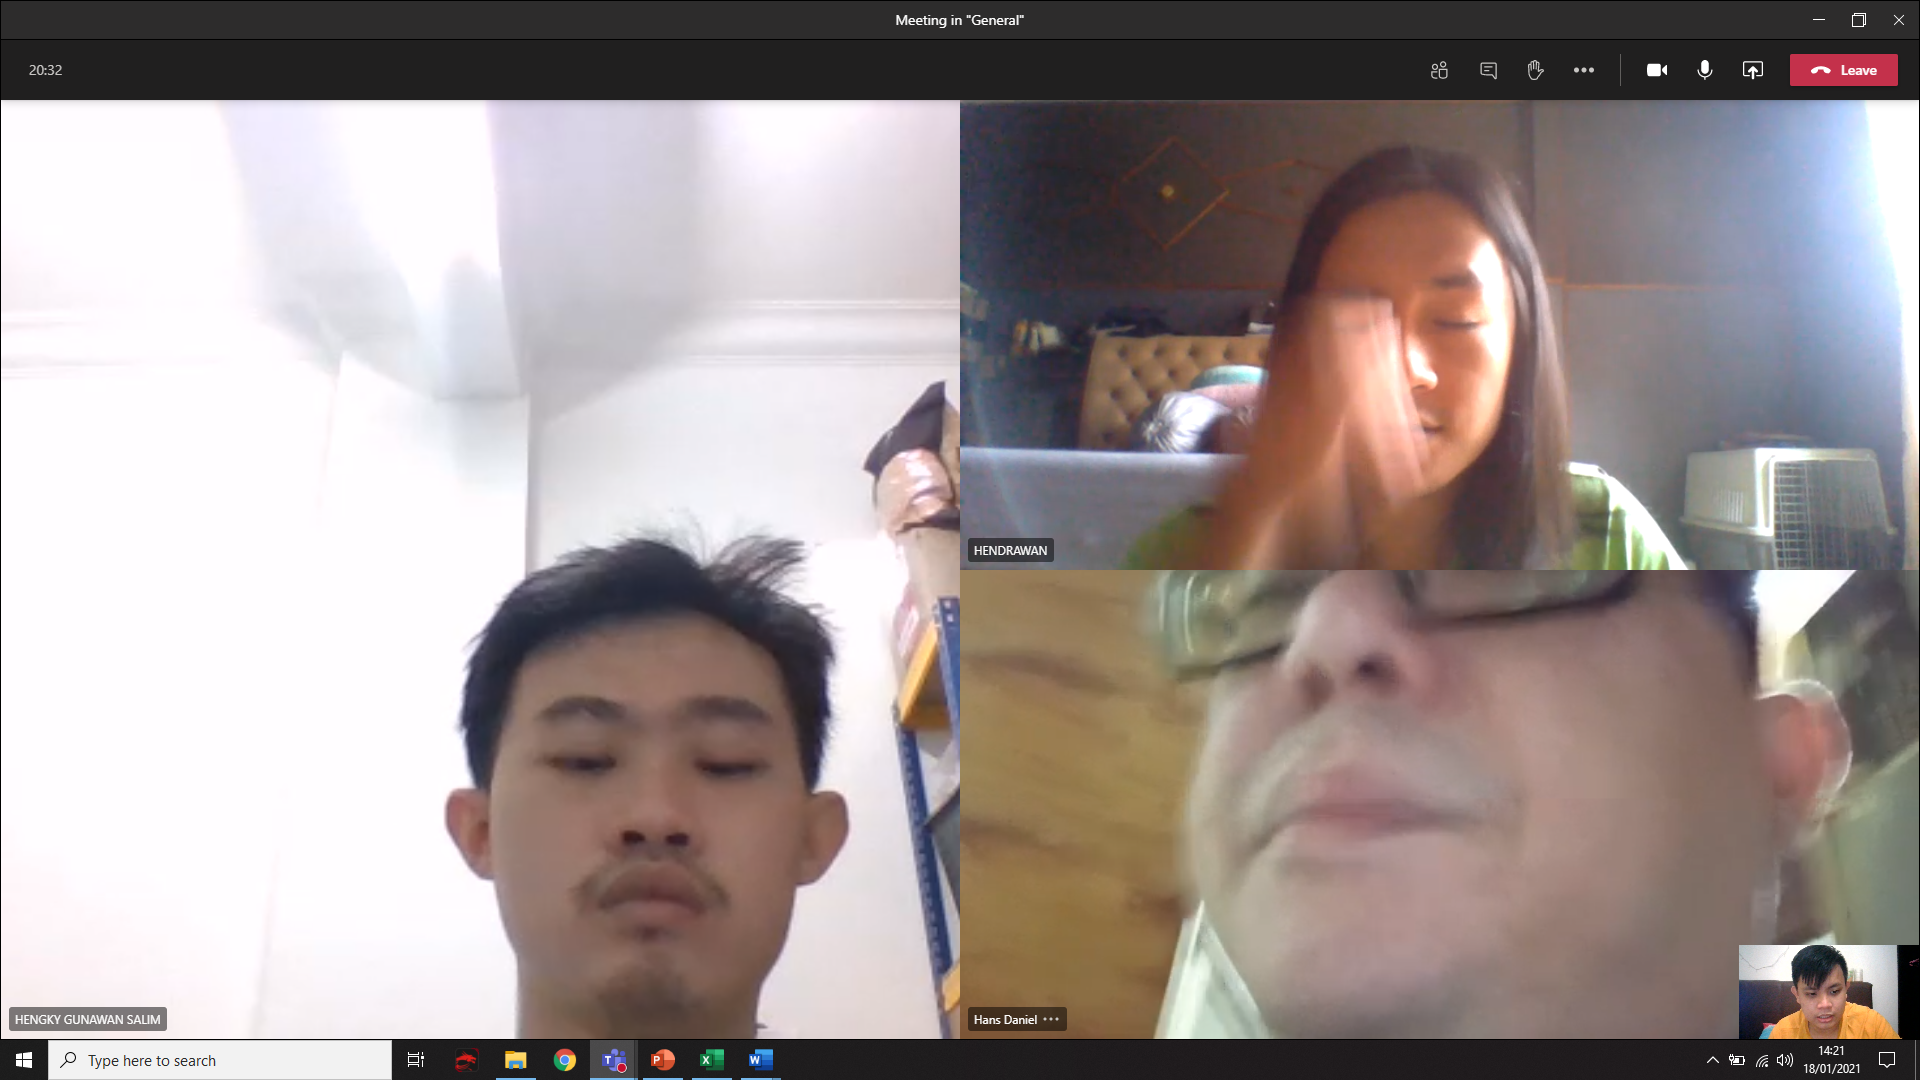 Meeting in "General"
20:32
Leave
HENDRAWAN
HENGKY GUNAWAN SALIM
Hans Daniel
Type here to search
14:21
18/01/2021